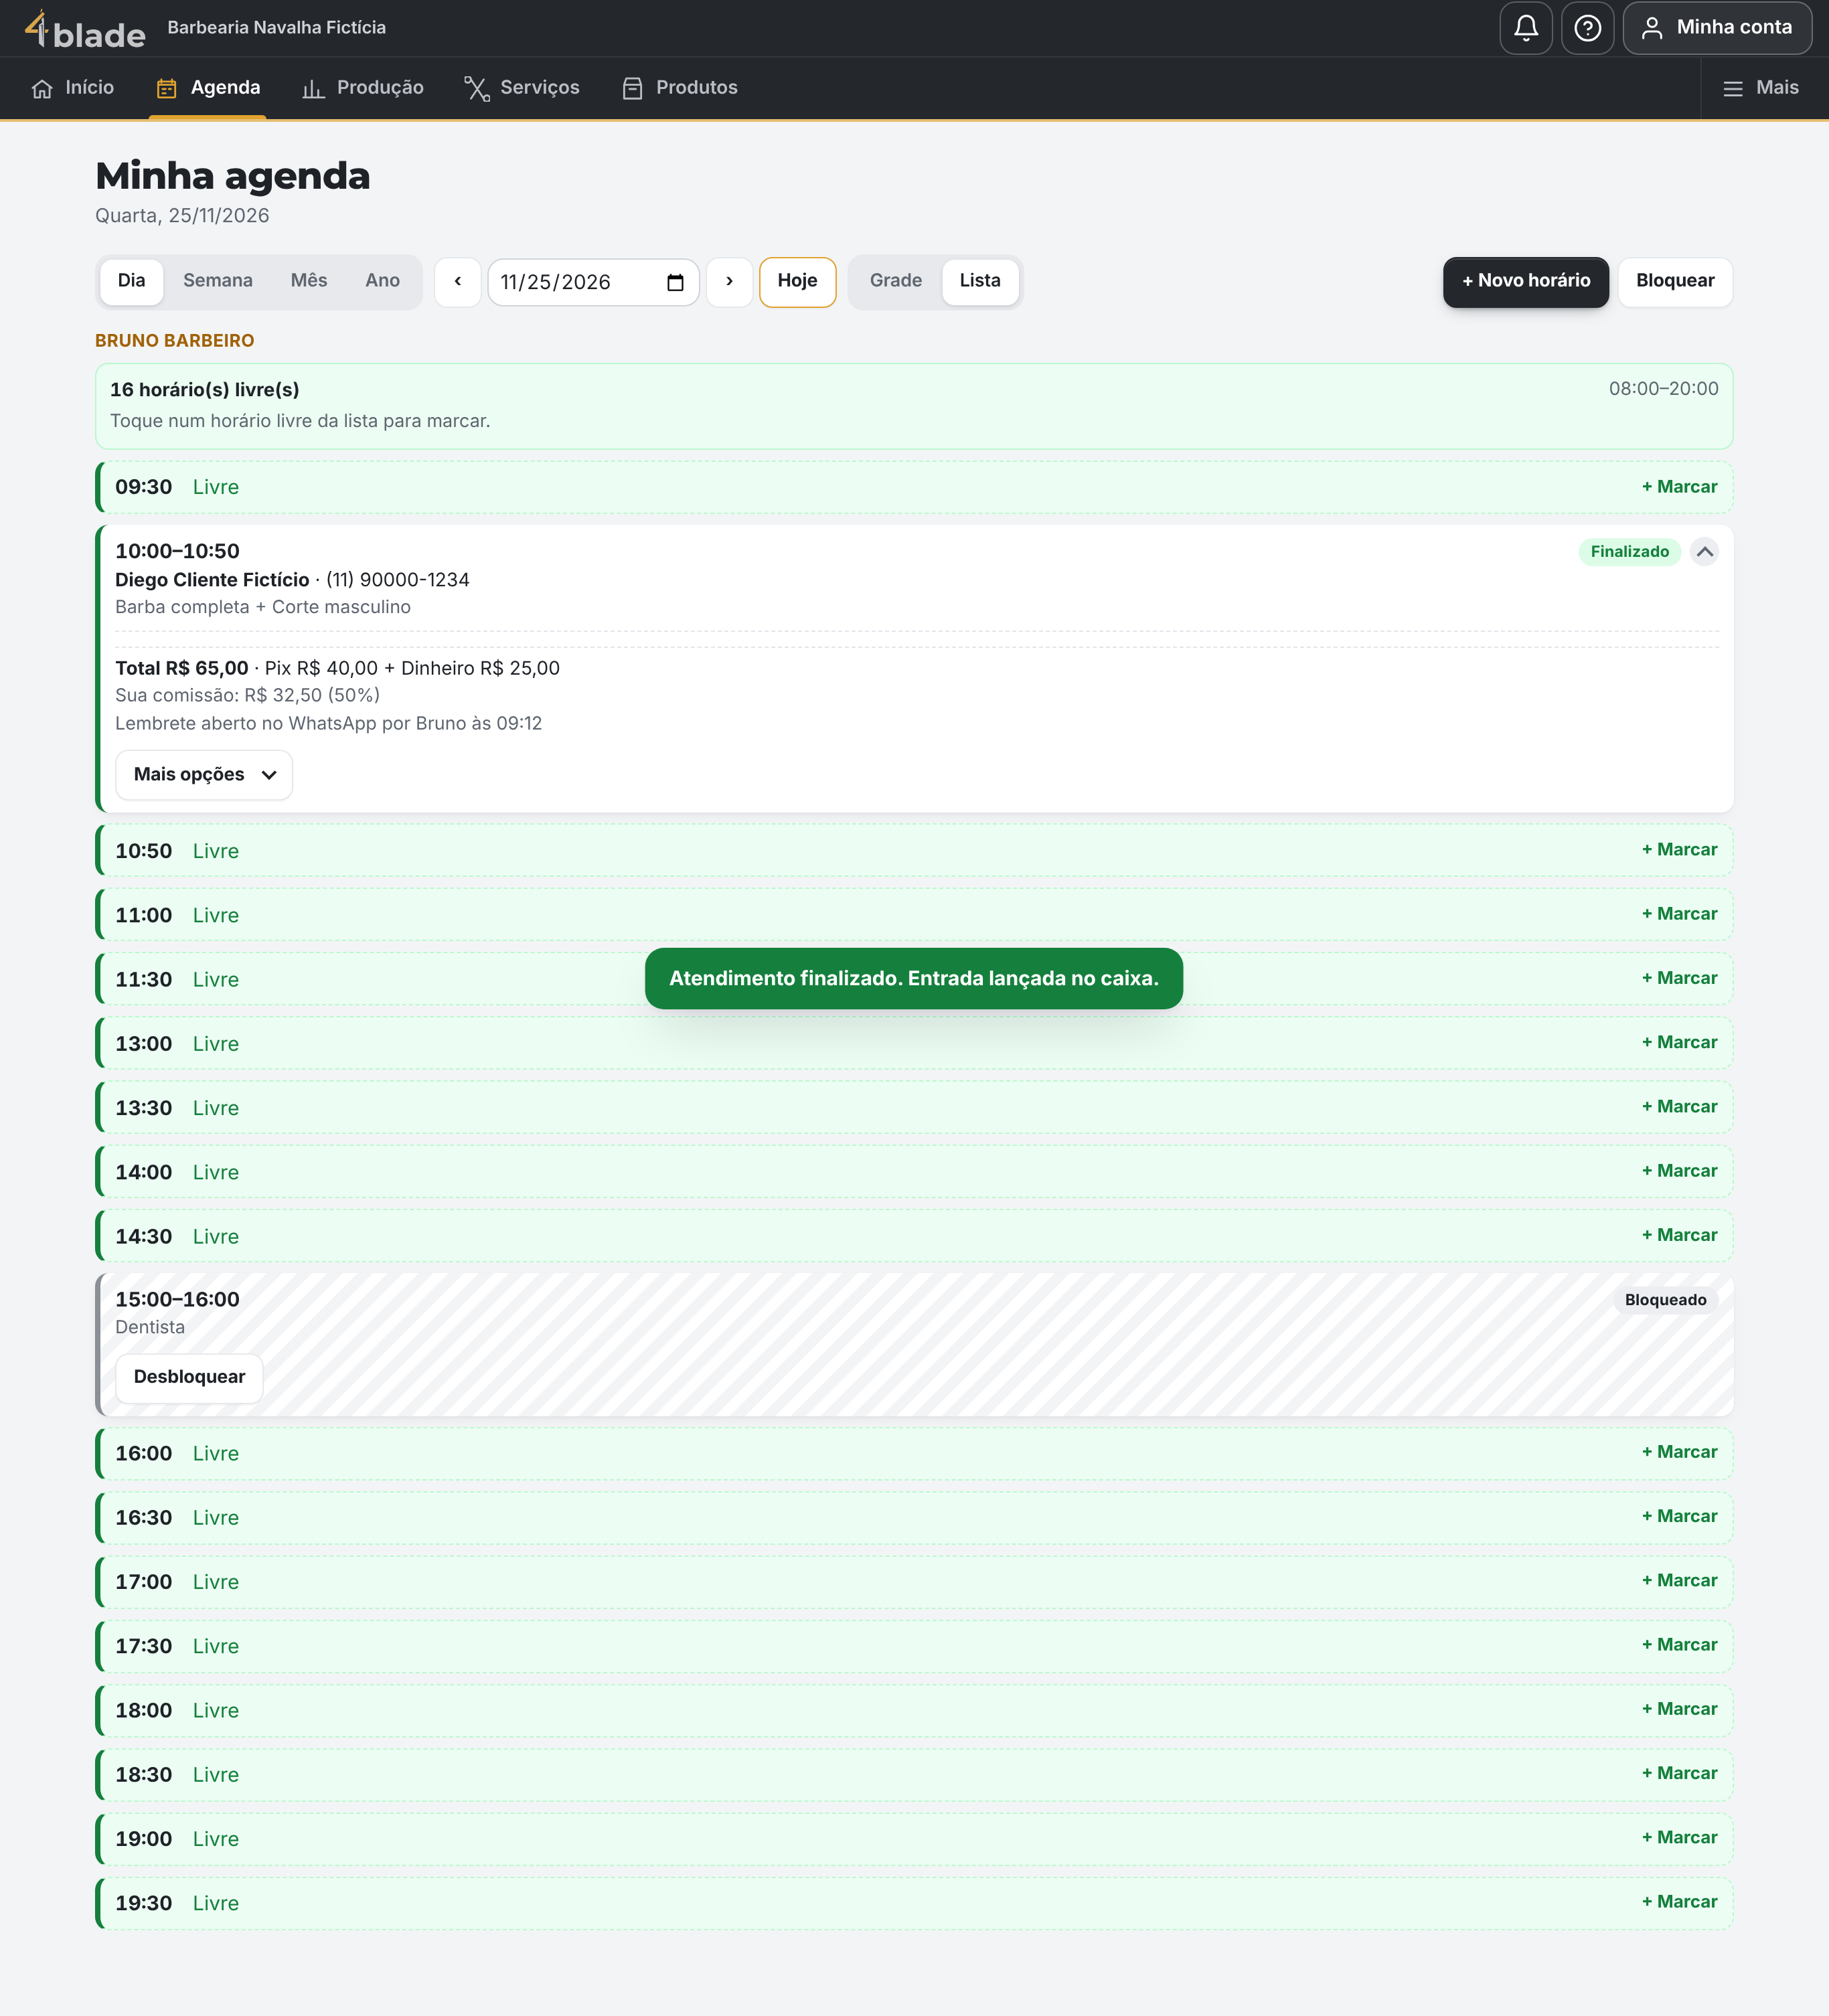 4blade
Barbearia Navalha Fictícia
Minha conta
Início
Agenda
Produção
Serviços
Produtos
Mais
Minha agenda
Quarta, 25/11/2026
Dia
Semana
Mês
Ano
‹
11/25/2026
›
Hoje
Grade
Lista
+ Novo horário
Bloquear
BRUNO BARBEIRO
16 horário(s) livre(s)
08:00–20:00
Toque num horário livre da lista para marcar.
09:30 Livre + Marcar
10:00–10:50
Finalizado
Diego Cliente Fictício · (11) 90000-1234
Barba completa + Corte masculino
Total R$ 65,00 · Pix R$ 40,00 + Dinheiro R$ 25,00
Sua comissão: R$ 32,50 (50%)
Lembrete aberto no WhatsApp por Bruno às 09:12
Mais opções
10:50 Livre + Marcar
11:00 Livre + Marcar
11:30 Livre + Marcar
Atendimento finalizado. Entrada lançada no caixa.
13:00 Livre + Marcar
13:30 Livre + Marcar
14:00 Livre + Marcar
14:30 Livre + Marcar
15:00–16:00
Bloqueado
Dentista
Desbloquear
16:00 Livre + Marcar
16:30 Livre + Marcar
17:00 Livre + Marcar
17:30 Livre + Marcar
18:00 Livre + Marcar
18:30 Livre + Marcar
19:00 Livre + Marcar
19:30 Livre + Marcar